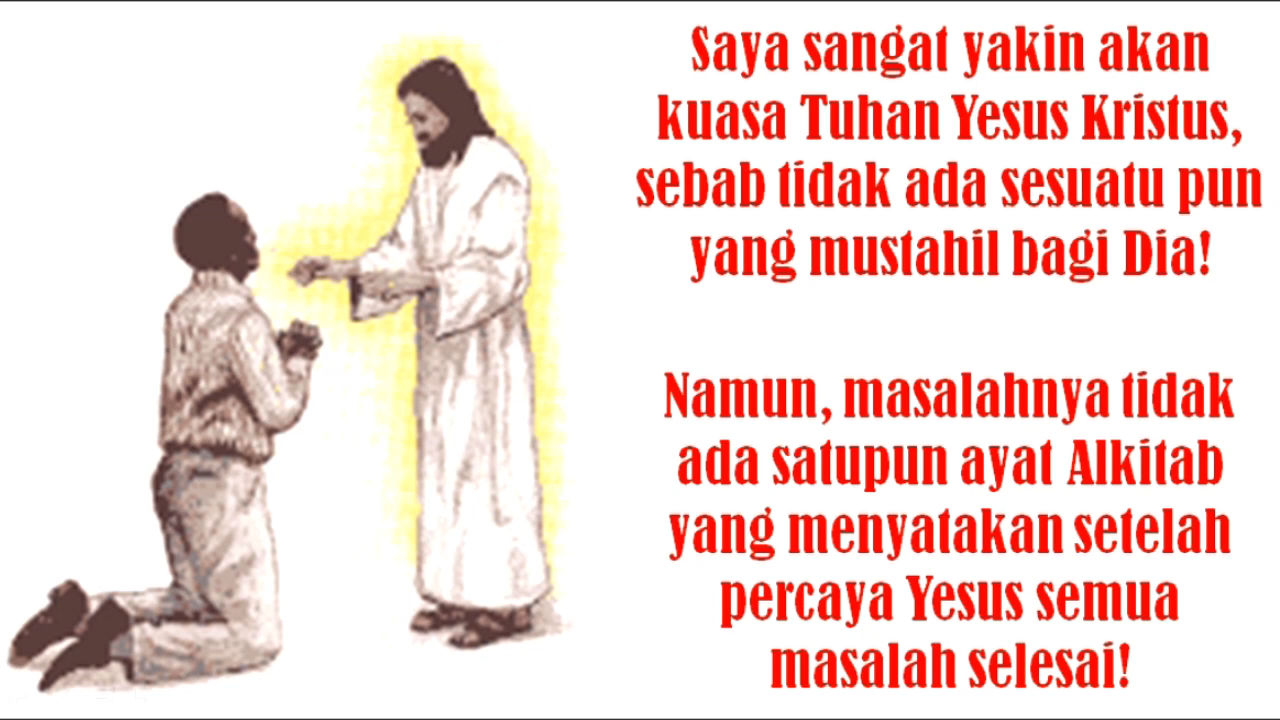 Saya sangat yakin akan
kuasa Tuhan Yesus Kristus,
sebab tidak ada sesuatu pun
yang mustahil bagi Dia!
Namun, masalahnya tidak
ada satupun ayat Alkitab
yang menyatakan setelah
percaya Yesus semua
masalah selesai!